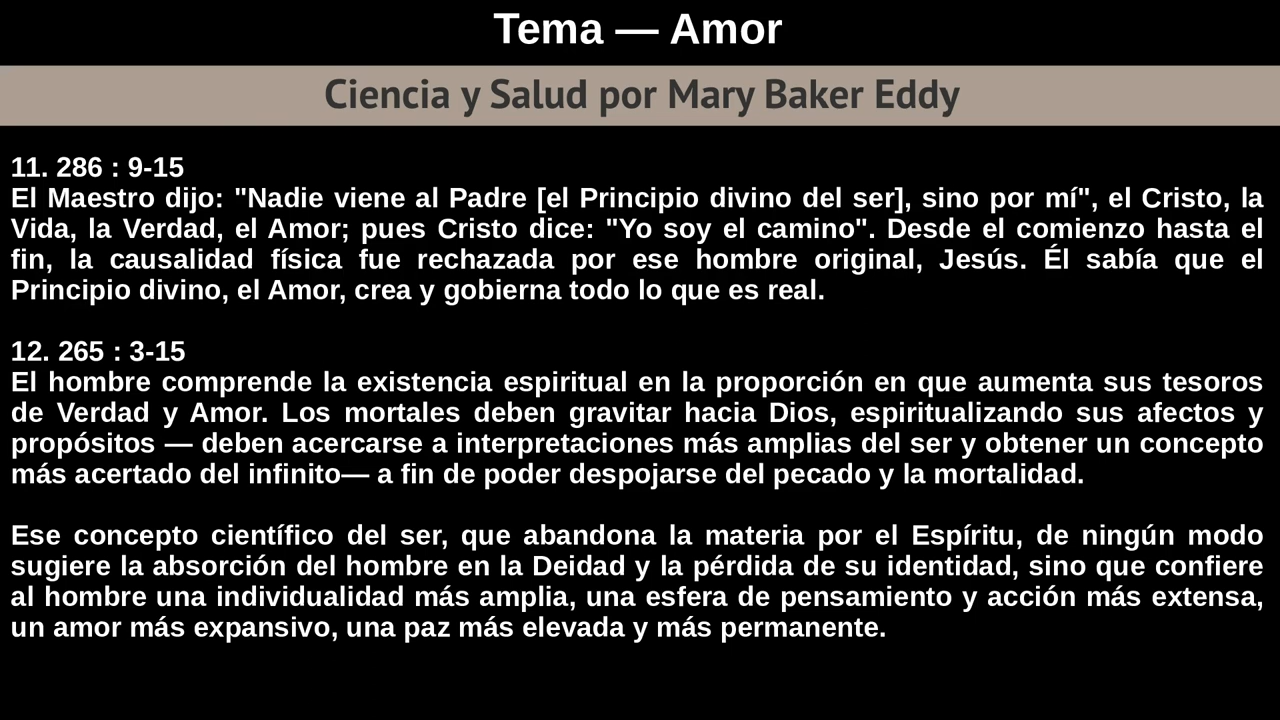 Tema — Amor
Ciencia y Salud por Mary Baker Eddy
11. 286 : 9-15
El Maestro dijo: "Nadie viene al Padre [el Principio divino del ser], sino por mí", el Cristo, la
Vida, la Verdad, el Amor; pues Cristo dice: "Yo soy el camino". Desde el comienzo hasta el
fin, la causalidad física fue rechazada por ese hombre original, Jesús. Él sabía que el
Principio divino, el Amor, crea y gobierna todo lo que es real.
12. 265 : 3-15
El hombre comprende la existencia espiritual en la proporción en que aumenta sus tesoros
de Verdad y Amor. Los mortales deben gravitar hacia Dios, espiritualizando sus afectos y
propósitos — deben acercarse a interpretaciones más amplias del ser y obtener un concepto
más acertado del infinito— a fin de poder despojarse del pecado y la mortalidad.
Ese concepto científico del ser, que abandona la materia por el Espíritu, de ningún modo
sugiere la absorción del hombre en la Deidad y la pérdida de su identidad, sino que confiere
al hombre una individualidad más amplia, una esfera de pensamiento y acción más extensa,
un amor más expansivo, una paz más elevada y más permanente.